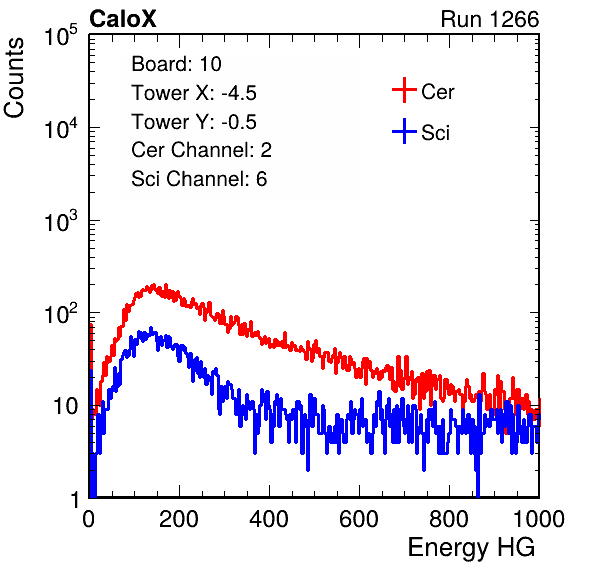 CaloX Run 1266
Counts
10^5
10^4
10^3
10^2
10
1
Board: 10
Tower X: -4.5
Tower Y: -0.5
Cer Channel: 2
Sci Channel: 6
Cer
Sci
0 200 400 600 800 1000
Energy HG